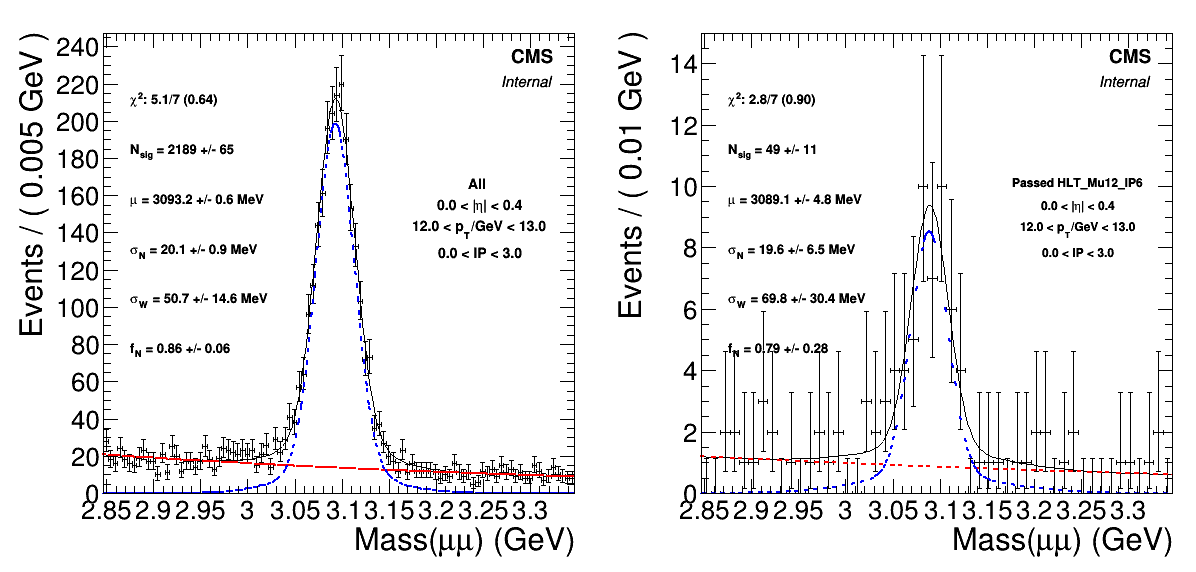 Events / ( 0.005 GeV )
240
220
200
180
160
140
120
100
80
60
40
20
0
CMS
Internal
χ²: 5.1/7 (0.64)
N_sig = 2189 +/- 65
μ = 3093.2 +/- 0.6 MeV
σ_N = 20.1 +/- 0.9 MeV
σ_W = 50.7 +/- 14.6 MeV
f_N = 0.86 +/- 0.06
All
0.0 < |η| < 0.4
12.0 < p_T/GeV < 13.0
0.0 < IP < 3.0
2.85 2.9 2.95 3 3.05 3.1 3.15 3.2 3.25 3.3
Mass(μμ) (GeV)
Events / ( 0.01 GeV )
14
12
10
8
6
4
2
0
CMS
Internal
χ²: 2.8/7 (0.90)
N_sig = 49 +/- 11
μ = 3089.1 +/- 4.8 MeV
σ_N = 19.6 +/- 6.5 MeV
σ_W = 69.8 +/- 30.4 MeV
f_N = 0.79 +/- 0.28
Passed HLT_Mu12_IP6
0.0 < |η| < 0.4
12.0 < p_T/GeV < 13.0
0.0 < IP < 3.0
2.85 2.9 2.95 3 3.05 3.1 3.15 3.2 3.25 3.3
Mass(μμ) (GeV)